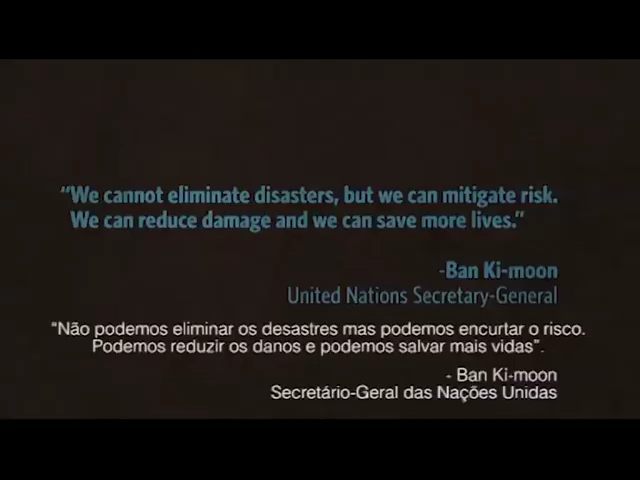 “We cannot eliminate disasters, but we can mitigate risk.
We can reduce damage and we can save more lives.”
-Ban Ki-moon
United Nations Secretary-General
"Não podemos eliminar os desastres mas podemos encurtar o risco.
Podemos reduzir os danos e podemos salvar mais vidas".
- Ban Ki-moon
Secretário-Geral das Nações Unidas